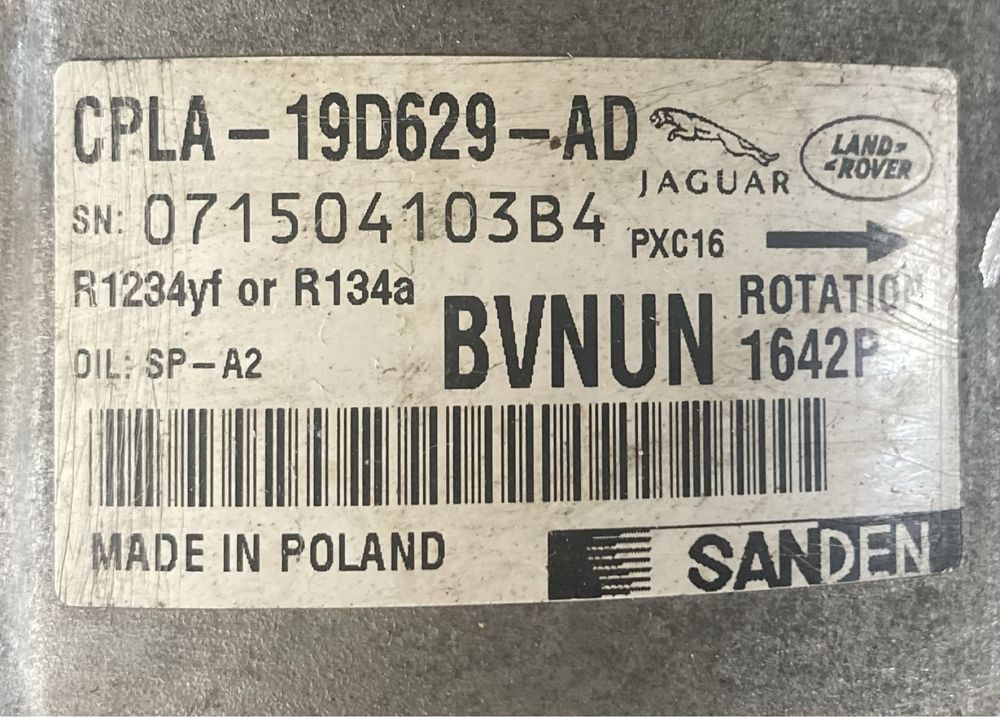 CPLA-19D629-AD
JAGUAR
LAND-
-ROVER
SN: 071504103B4
PXC16
R1234yf or R134a
ROTATION
OIL: SP-A2
BVNUN
1642P
MADE IN POLAND
SANDEN